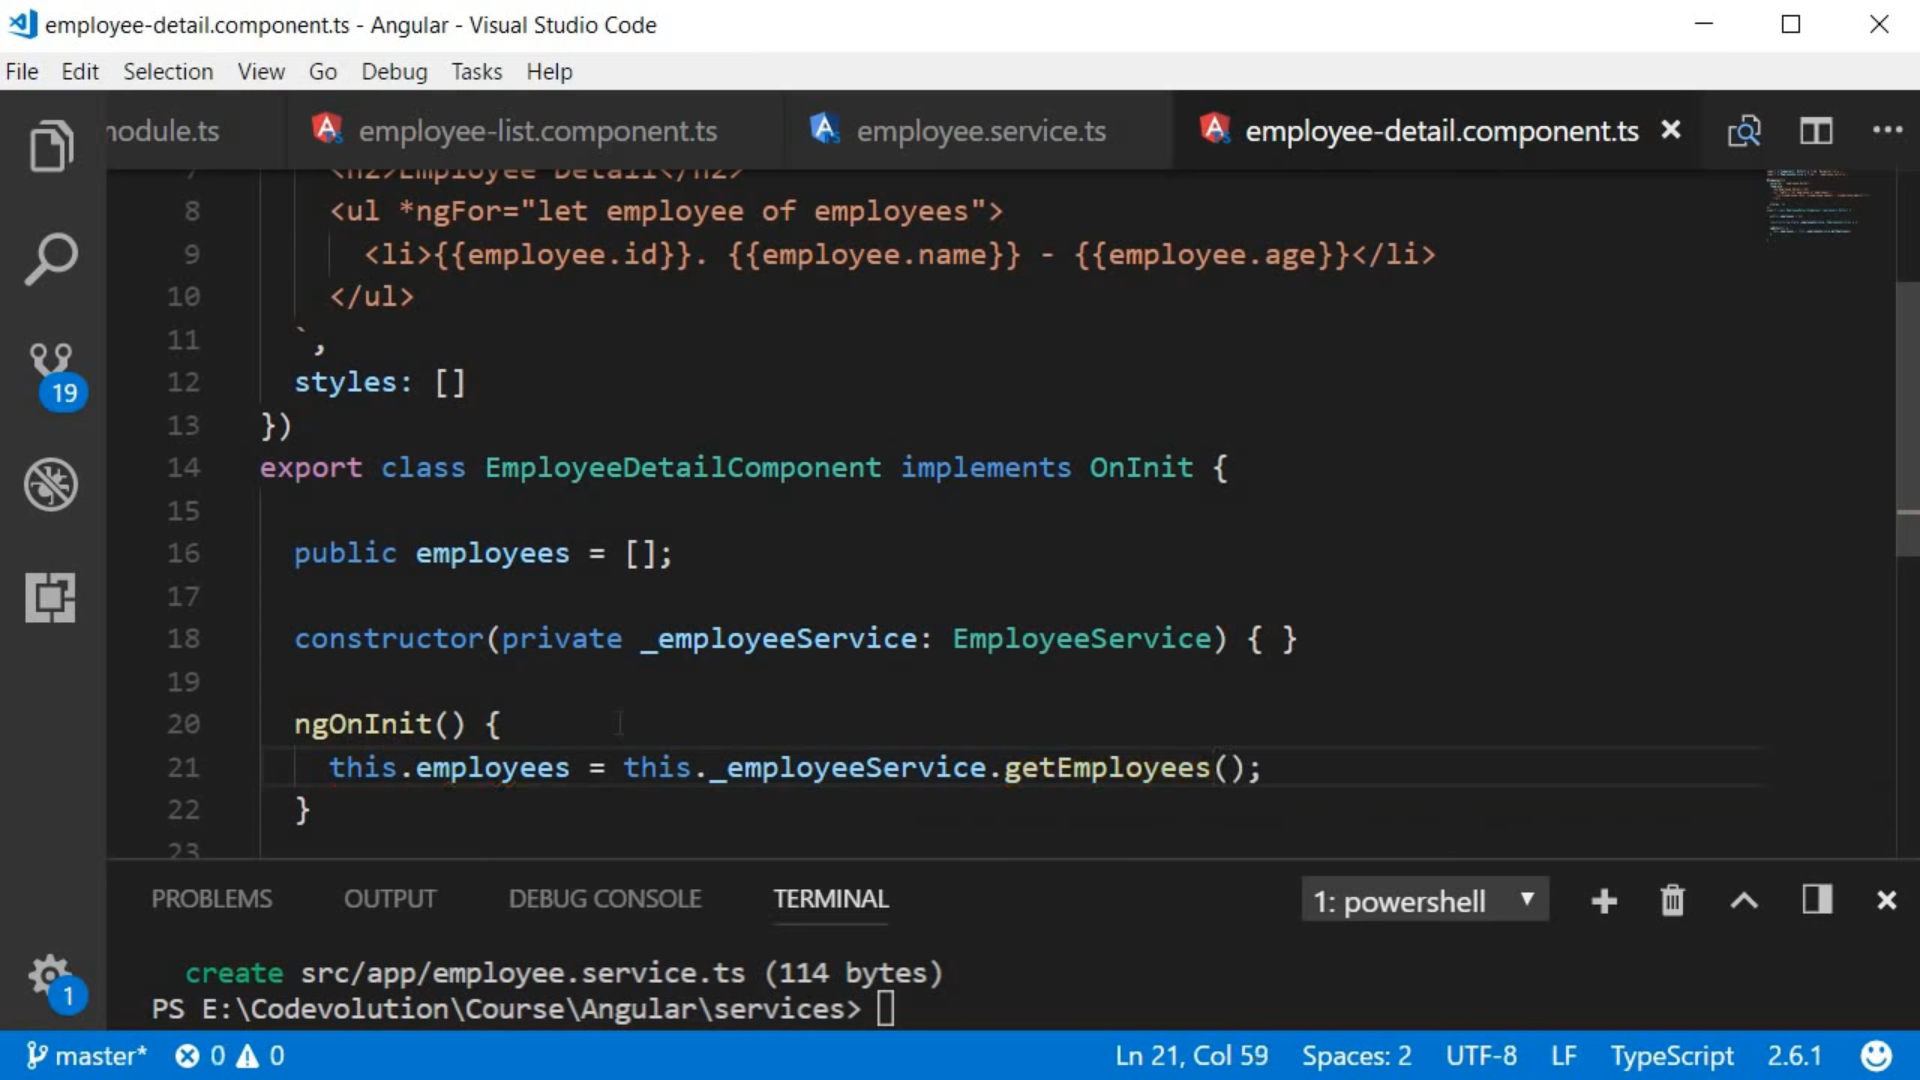 employee-detail.component.ts - Angular - Visual Studio Code
File Edit Selection View Go Debug Tasks Help
module.ts employee-list.component.ts employee.service.ts employee-detail.component.ts
7 <h2>Employee Detail</h2>
8 <ul *ngFor="let employee of employees">
9 <li>{{employee.id}}. {{employee.name}} - {{employee.age}}</li>
10 </ul>
11 `,
12 styles: []
13 })
14 export class EmployeeDetailComponent implements OnInit {
15
16 public employees = [];
17
18 constructor(private _employeeService: EmployeeService) { }
19
20 ngOnInit() {
21 this.employees = this._employeeService.getEmployees();
22 }
23
19
PROBLEMS OUTPUT DEBUG CONSOLE TERMINAL 1: powershell
create src/app/employee.service.ts (114 bytes)
PS E:\Codevolution\Course\Angular\services>
1
master* 0 0 Ln 21, Col 59 Spaces: 2 UTF-8 LF TypeScript 2.6.1